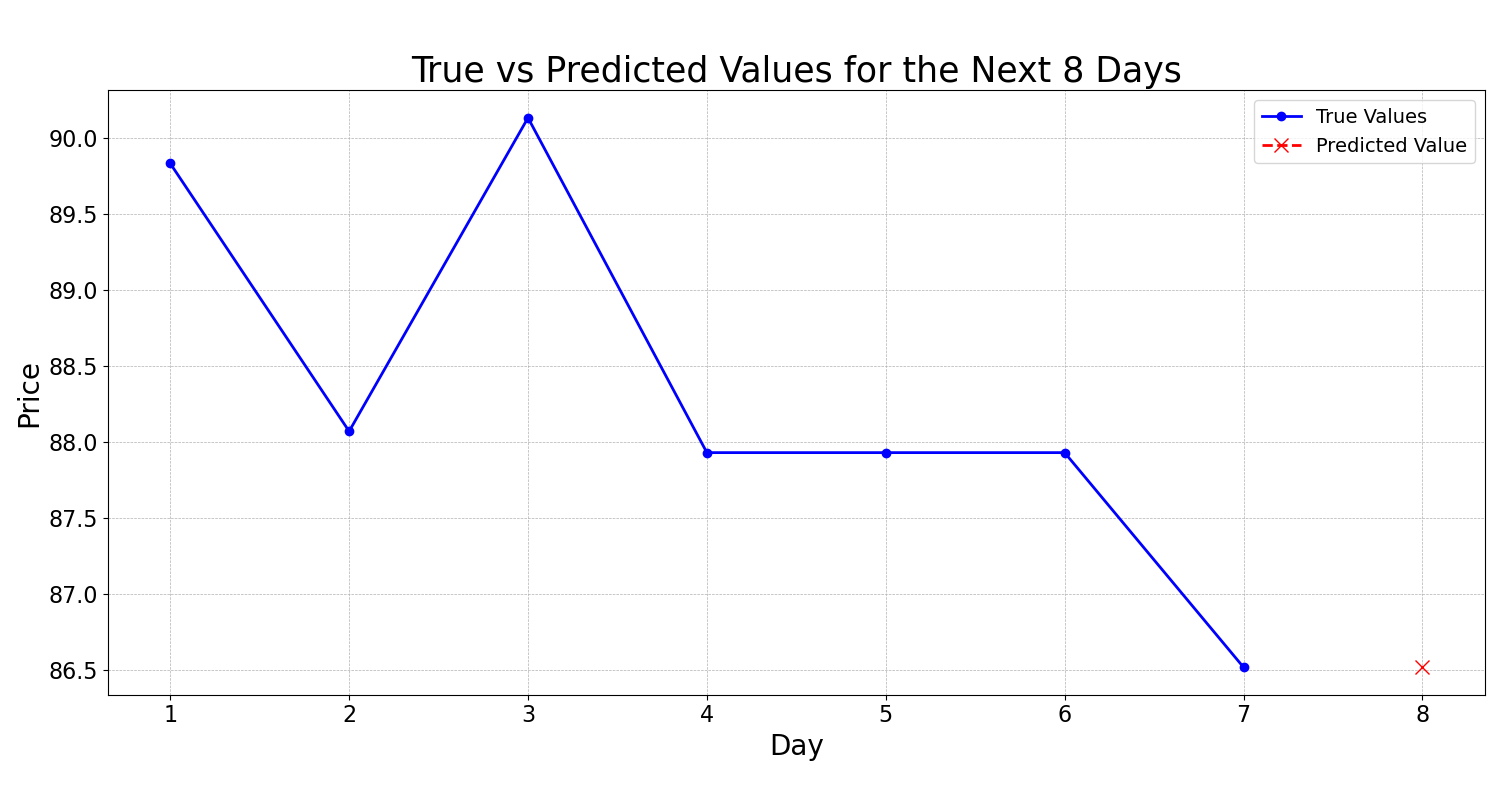 True vs Predicted Values for the Next 8 Days
True Values
Predicted Value
90.0
89.5
89.0
88.5
88.0
87.5
87.0
86.5
Price
1 2 3 4 5 6 7 8
Day